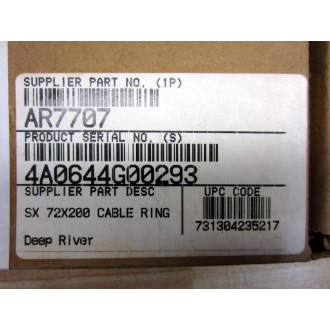 SUPPLIER PART NO. (1P)
AR7707
PRODUCT SERIAL NO. (S)
4A0644G00293
SUPPLIER PART DESC
UPC CODE
SX 72X200 CABLE RING
731304235217
Deep River